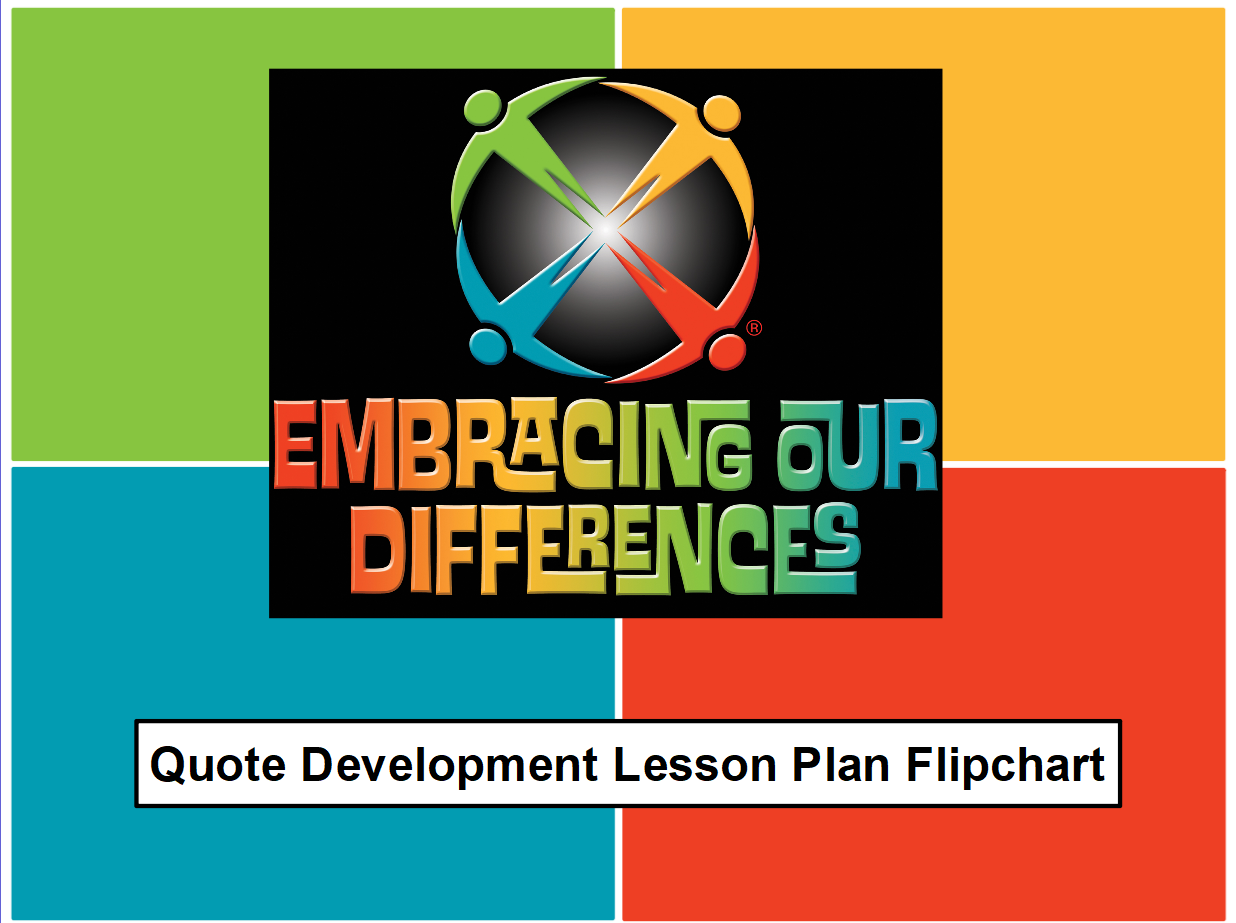 ®
EMBRACING OUR
DIFFERENCES
Quote Development Lesson Plan Flipchart